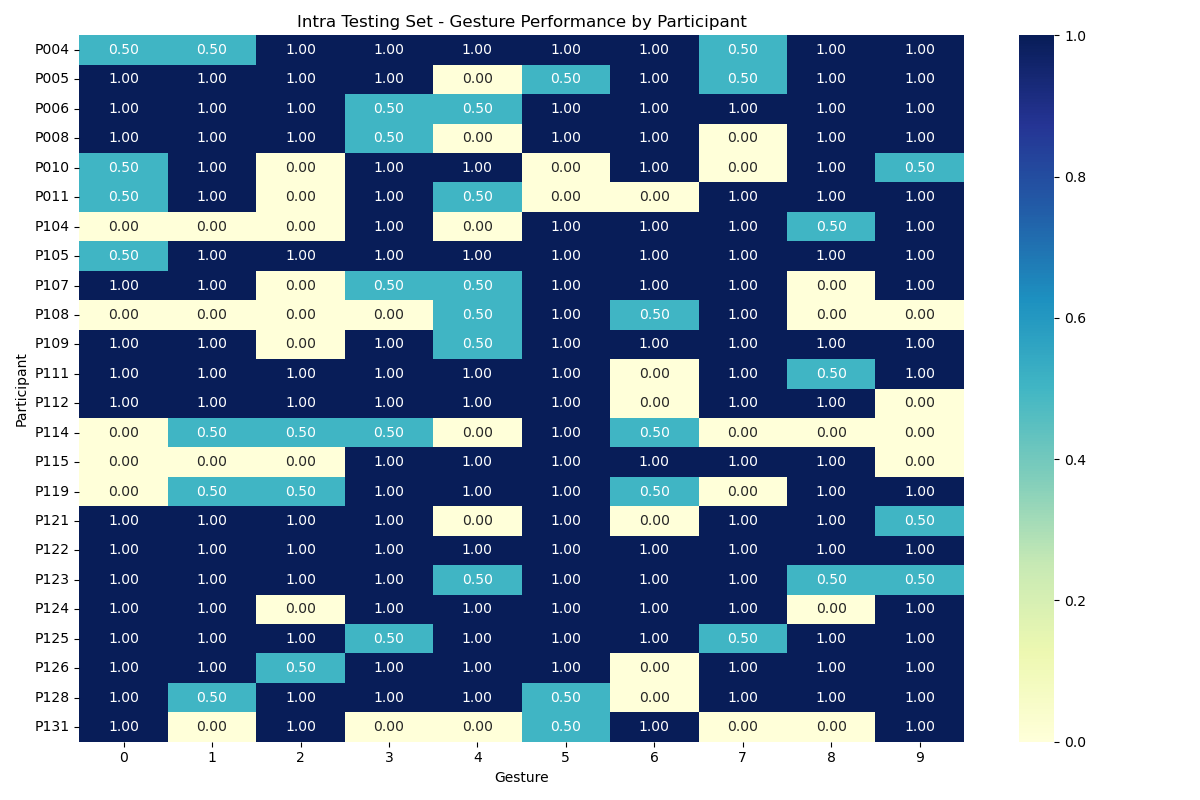 Intra Testing Set - Gesture Performance by Participant
Participant
P004 0.50 0.50 1.00 1.00 1.00 1.00 1.00 0.50 1.00 1.00
P005 1.00 1.00 1.00 1.00 0.00 0.50 1.00 0.50 1.00 1.00
P006 1.00 1.00 1.00 0.50 0.50 1.00 1.00 1.00 1.00 1.00
P008 1.00 1.00 1.00 0.50 0.00 1.00 1.00 0.00 1.00 1.00
P010 0.50 1.00 0.00 1.00 1.00 0.00 1.00 0.00 1.00 0.50
P011 0.50 1.00 0.00 1.00 0.50 0.00 0.00 1.00 1.00 1.00
P104 0.00 0.00 0.00 1.00 0.00 1.00 1.00 1.00 0.50 1.00
P105 0.50 1.00 1.00 1.00 1.00 1.00 1.00 1.00 1.00 1.00
P107 1.00 1.00 0.00 0.50 0.50 1.00 1.00 1.00 0.00 1.00
P108 0.00 0.00 0.00 0.00 0.50 1.00 0.50 1.00 0.00 0.00
P109 1.00 1.00 0.00 1.00 0.50 1.00 1.00 1.00 1.00 1.00
P111 1.00 1.00 1.00 1.00 1.00 1.00 0.00 1.00 0.50 1.00
P112 1.00 1.00 1.00 1.00 1.00 1.00 0.00 1.00 1.00 0.00
P114 0.00 0.50 0.50 0.50 0.00 1.00 0.50 0.00 0.00 0.00
P115 0.00 0.00 0.00 1.00 1.00 1.00 1.00 1.00 1.00 0.00
P119 0.00 0.50 0.50 1.00 1.00 1.00 0.50 0.00 1.00 1.00
P121 1.00 1.00 1.00 1.00 0.00 1.00 0.00 1.00 1.00 0.50
P122 1.00 1.00 1.00 1.00 1.00 1.00 1.00 1.00 1.00 1.00
P123 1.00 1.00 1.00 1.00 0.50 1.00 1.00 1.00 0.50 0.50
P124 1.00 1.00 0.00 1.00 1.00 1.00 1.00 1.00 0.00 1.00
P125 1.00 1.00 1.00 0.50 1.00 1.00 1.00 0.50 1.00 1.00
P126 1.00 1.00 0.50 1.00 1.00 1.00 0.00 1.00 1.00 1.00
P128 1.00 0.50 1.00 1.00 1.00 0.50 0.00 1.00 1.00 1.00
P131 1.00 0.00 1.00 0.00 0.00 0.50 1.00 0.00 0.00 1.00
0 1 2 3 4 5 6 7 8 9
Gesture
1.0
0.8
0.6
0.4
0.2
0.0